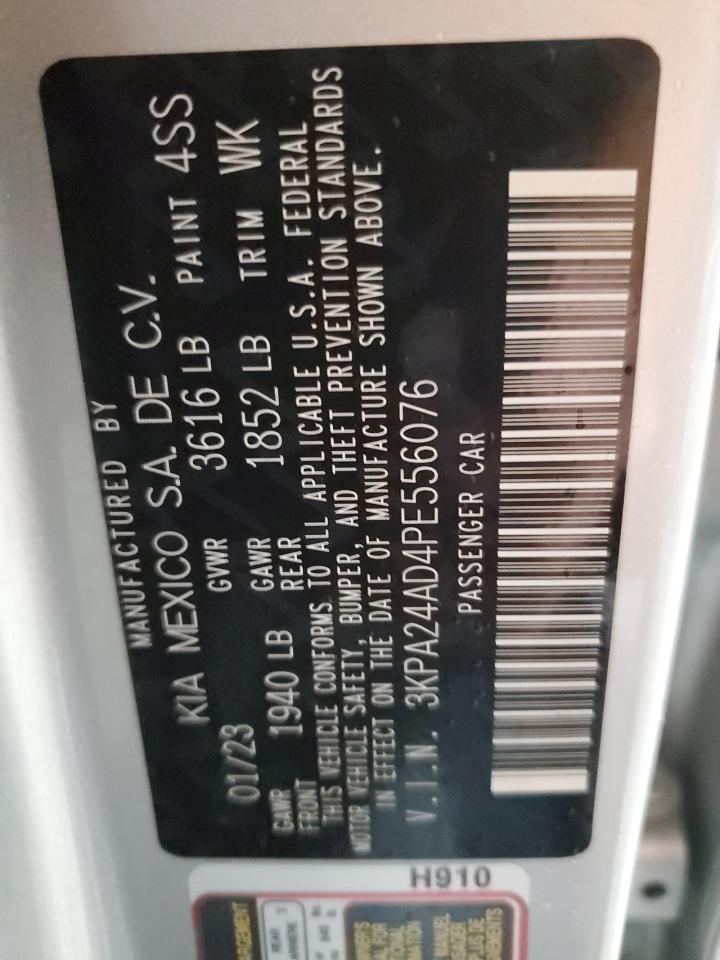 MANUFACTURED BY
KIA MEXICO S.A. DE C.V.
01/23 GVWR 3616 LB PAINT 4SS
GAWR FRONT 1940 LB GAWR REAR 1852 LB TRIM WK
THIS VEHICLE CONFORMS TO ALL APPLICABLE U.S.A. FEDERAL
MOTOR VEHICLE SAFETY, BUMPER, AND THEFT PREVENTION STANDARDS
IN EFFECT ON THE DATE OF MANUFACTURE SHOWN ABOVE.
V.I.N. 3KPA24AD4PE556076
PASSENGER CAR
H910
REAR
MANUEL